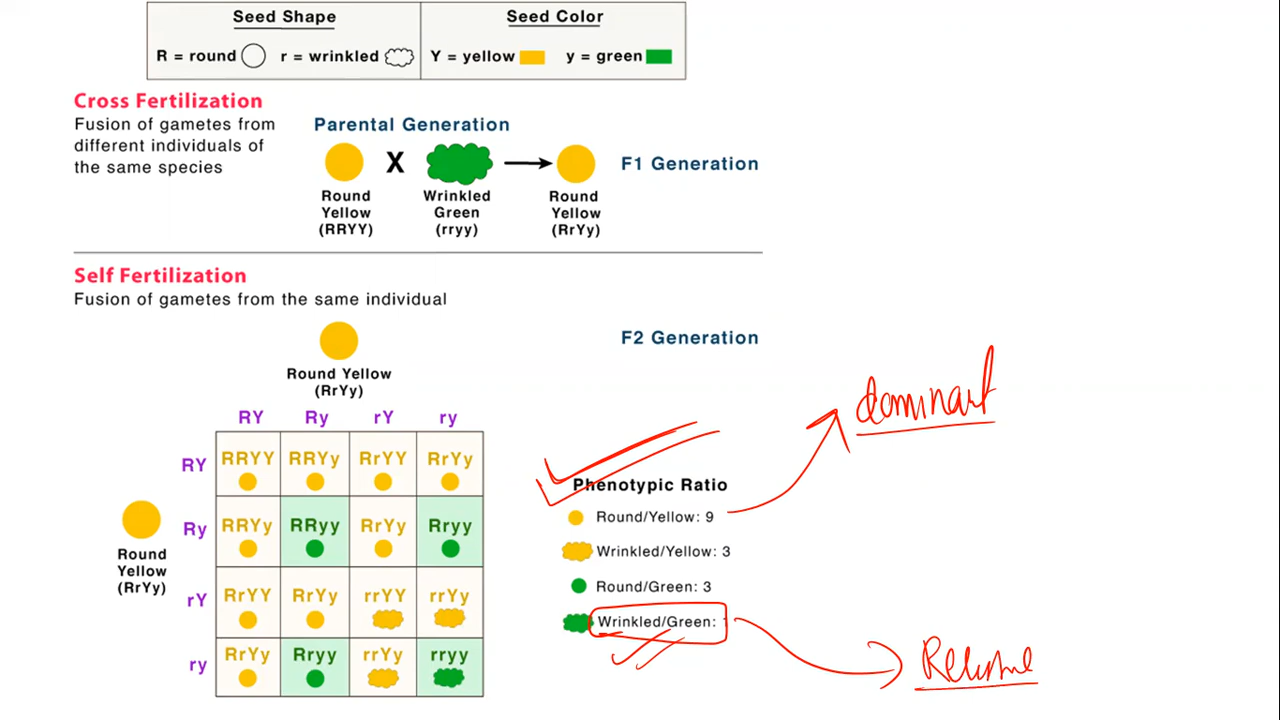 Seed Shape
Seed Color
R = round r = wrinkled
Y = yellow y = green
Cross Fertilization
Fusion of gametes from
different individuals of
the same species
Parental Generation
X
F1 Generation
Round
Yellow
(RRYY)
Wrinkled
Green
(rryy)
Round
Yellow
(RrYy)
Self Fertilization
Fusion of gametes from the same individual
F2 Generation
Round Yellow
(RrYy)
RY Ry rY ry
RY RRYY RRYy RrYY RrYy
Ry RRYy RRyy RrYy Rryy
rY RrYY RrYy rrYY rrYy
ry RrYy Rryy rrYy rryy
Round
Yellow
(RrYy)
Phenotypic Ratio
Round/Yellow: 9
Wrinkled/Yellow: 3
Round/Green: 3
Wrinkled/Green:
dominant